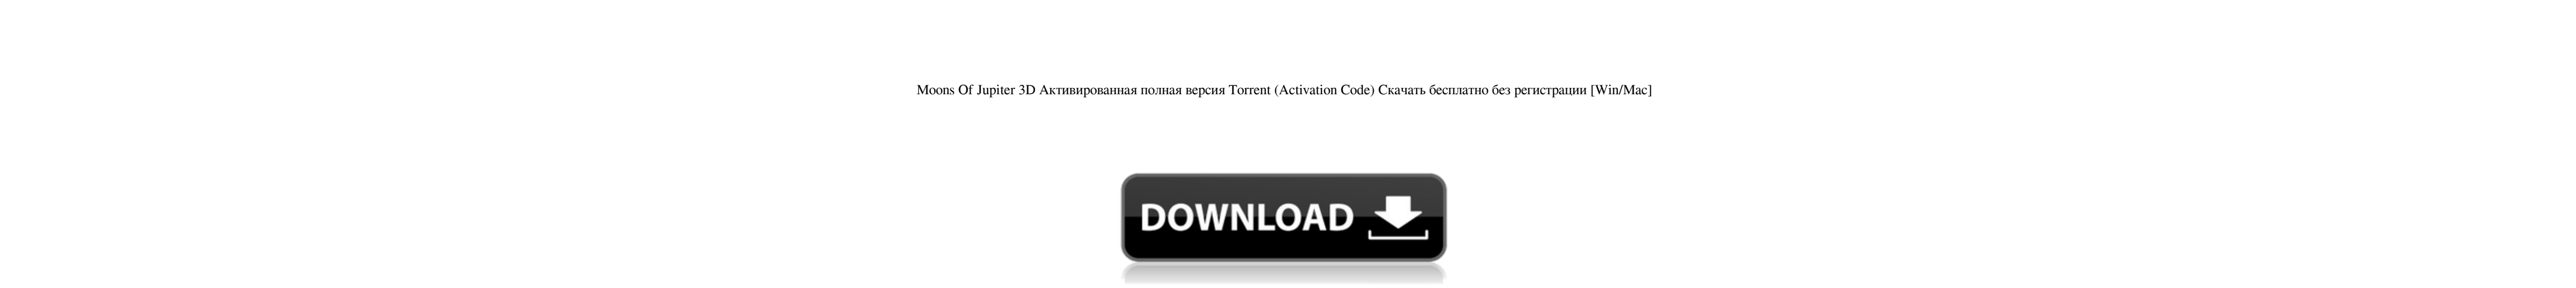 Moons Of Jupiter 3D Активированная полная версия Torrent (Activation Code) Скачать бесплатно без регистрации [Win/Mac]
DOWNLOAD